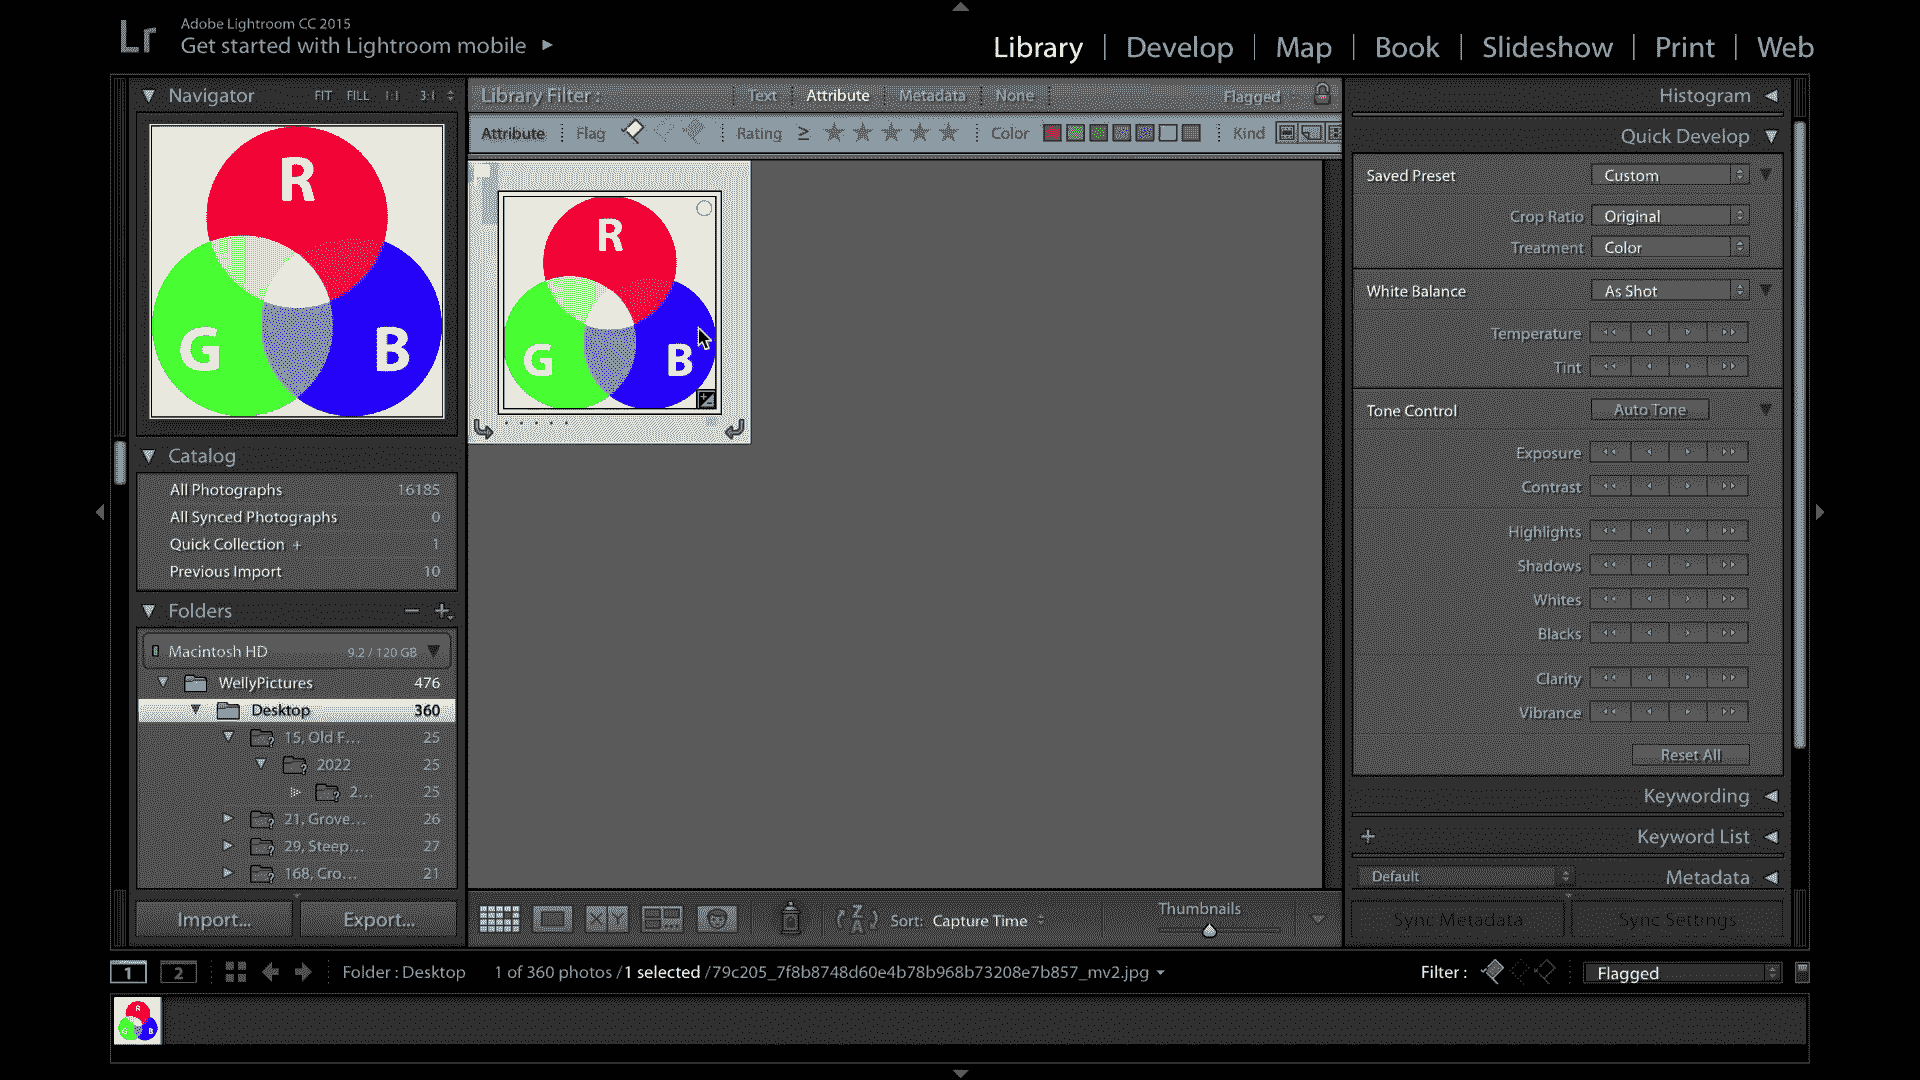 Lr
Adobe Lightroom CC 2015
Get started with Lightroom mobile
Library | Develop | Map | Book | Slideshow | Print | Web
Navigator FIT FILL 1:1 3:1
R
G B
Catalog
All Photographs 16185
All Synced Photographs 0
Quick Collection + 1
Previous Import 10
Folders
Macintosh HD 9.2 / 120 GB
WellyPictures 476
Desktop 360
15, Old F... 25
2022 25
2... 25
21, Grove... 26
29, Steep... 27
168, Cro... 21
Import... Export...
Library Filter : Text Attribute Metadata None Flagged
Attribute Flag Rating ≥ Color Kind
R
G B
Sort: Capture Time Thumbnails
Histogram
Quick Develop
Saved Preset Custom
Crop Ratio Original
Treatment Color
White Balance As Shot
Temperature
Tint
Tone Control Auto Tone
Exposure
Contrast
Highlights
Shadows
Whites
Blacks
Clarity
Vibrance
Reset All
Keywording
Keyword List
Default Metadata
Sync Metadata Sync Settings
1 2 Folder : Desktop 1 of 360 photos / 1 selected / 79c205_7f8b8748d60e4b78b968b73208e7b857_mv2.jpg Filter : Flagged
R
G B